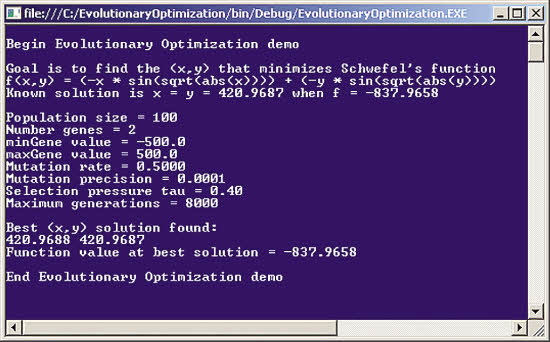 file:///C:/EvolutionaryOptimization/bin/Debug/EvolutionaryOptimization.EXE
Begin Evolutionary Optimization demo
Goal is to find the (x,y) that minimizes Schwefel's function
f(x,y) = (-x * sin(sqrt(abs(x)))) + (-y * sin(sqrt(abs(y))))
Known solution is x = y = 420.9687 when f = -837.9658
Population size = 100
Number genes = 2
minGene value = -500.0
maxGene value = 500.0
Mutation rate = 0.5000
Mutation precision = 0.0001
Selection pressure tau = 0.40
Maximum generations = 8000
Best (x,y) solution found:
420.9688 420.9687
Function value at best solution = -837.9658
End Evolutionary Optimization demo